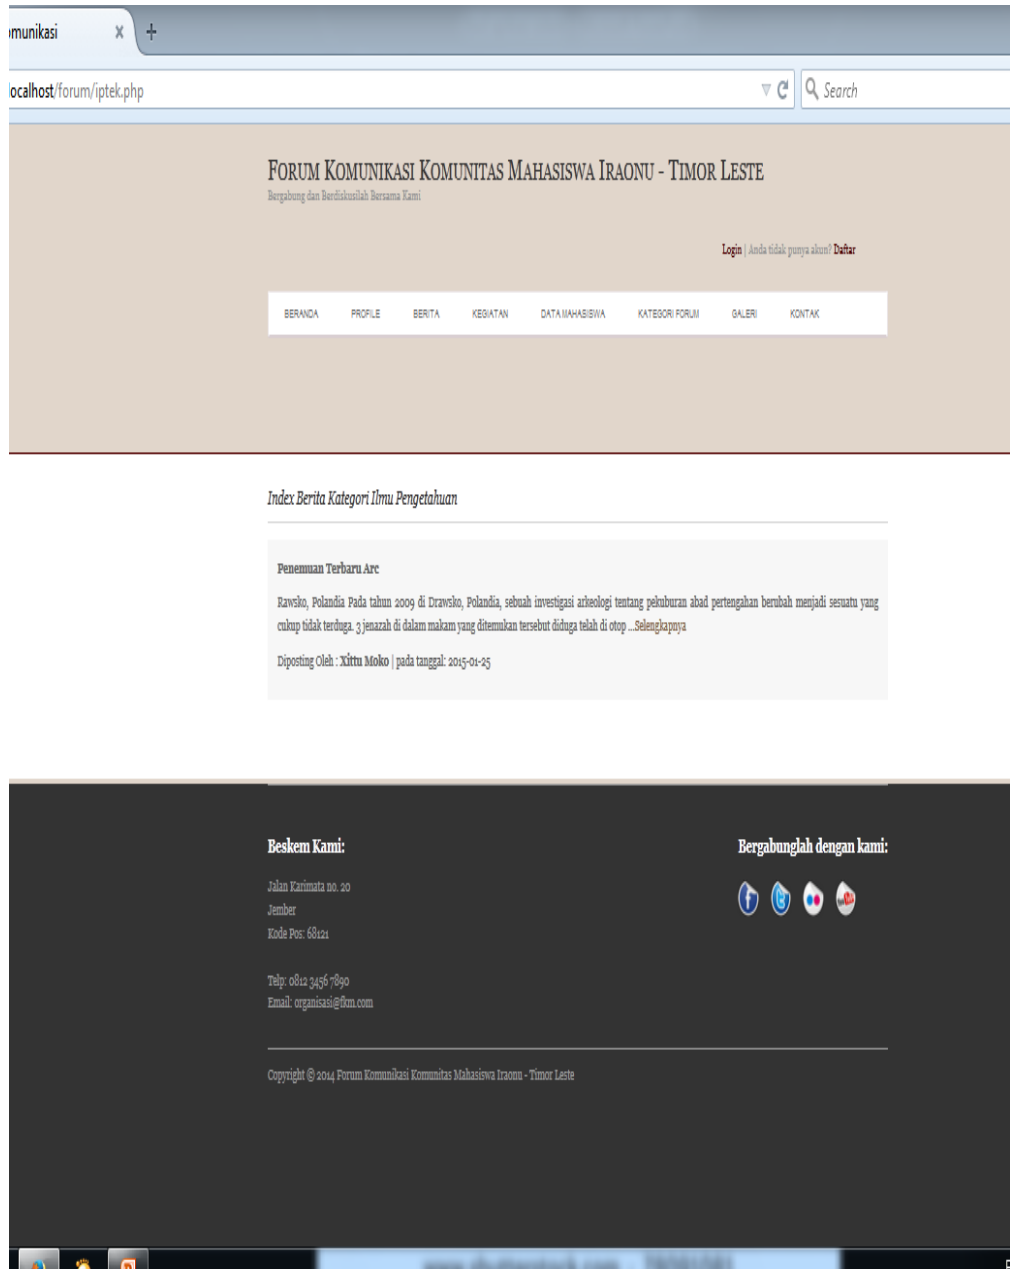 omunikasi
localhost/forum/iptek.php
Search
Forum Komunikasi Komunitas Mahasiswa Iraonu - Timor Leste
Bergabung dan Berdiskusilah Bersama Kami
Login | Anda tidak punya akun? Daftar
BERANDA PROFILE BERITA KEGIATAN DATA MAHASISWA KATEGORI FORUM GALERI KONTAK
Index Berita Kategori Ilmu Pengetahuan
Penemuan Terbaru Arc
Rawsko, Polandia Pada tahun 2009 di Drawsko, Polandia, sebuah investigasi arkeologi tentang pekuburan abad pertengahan berubah menjadi sesuatu yang
cukup tidak terduga. 3 jenazah di dalam makam yang ditemukan tersebut diduga telah di otop ...Selengkapnya
Diposting Oleh : Xittu Moko | pada tanggal: 2015-01-25
Beskem Kami:
Bergabunglah dengan kami:
Jalan Karimata no. 20
Jember
Kode Pos: 68121
Telp: 0812 3456 7890
Email: organisasi@fkm.com
Copyright © 2014 Forum Komunikasi Komunitas Mahasiswa Iraonu - Timor Leste